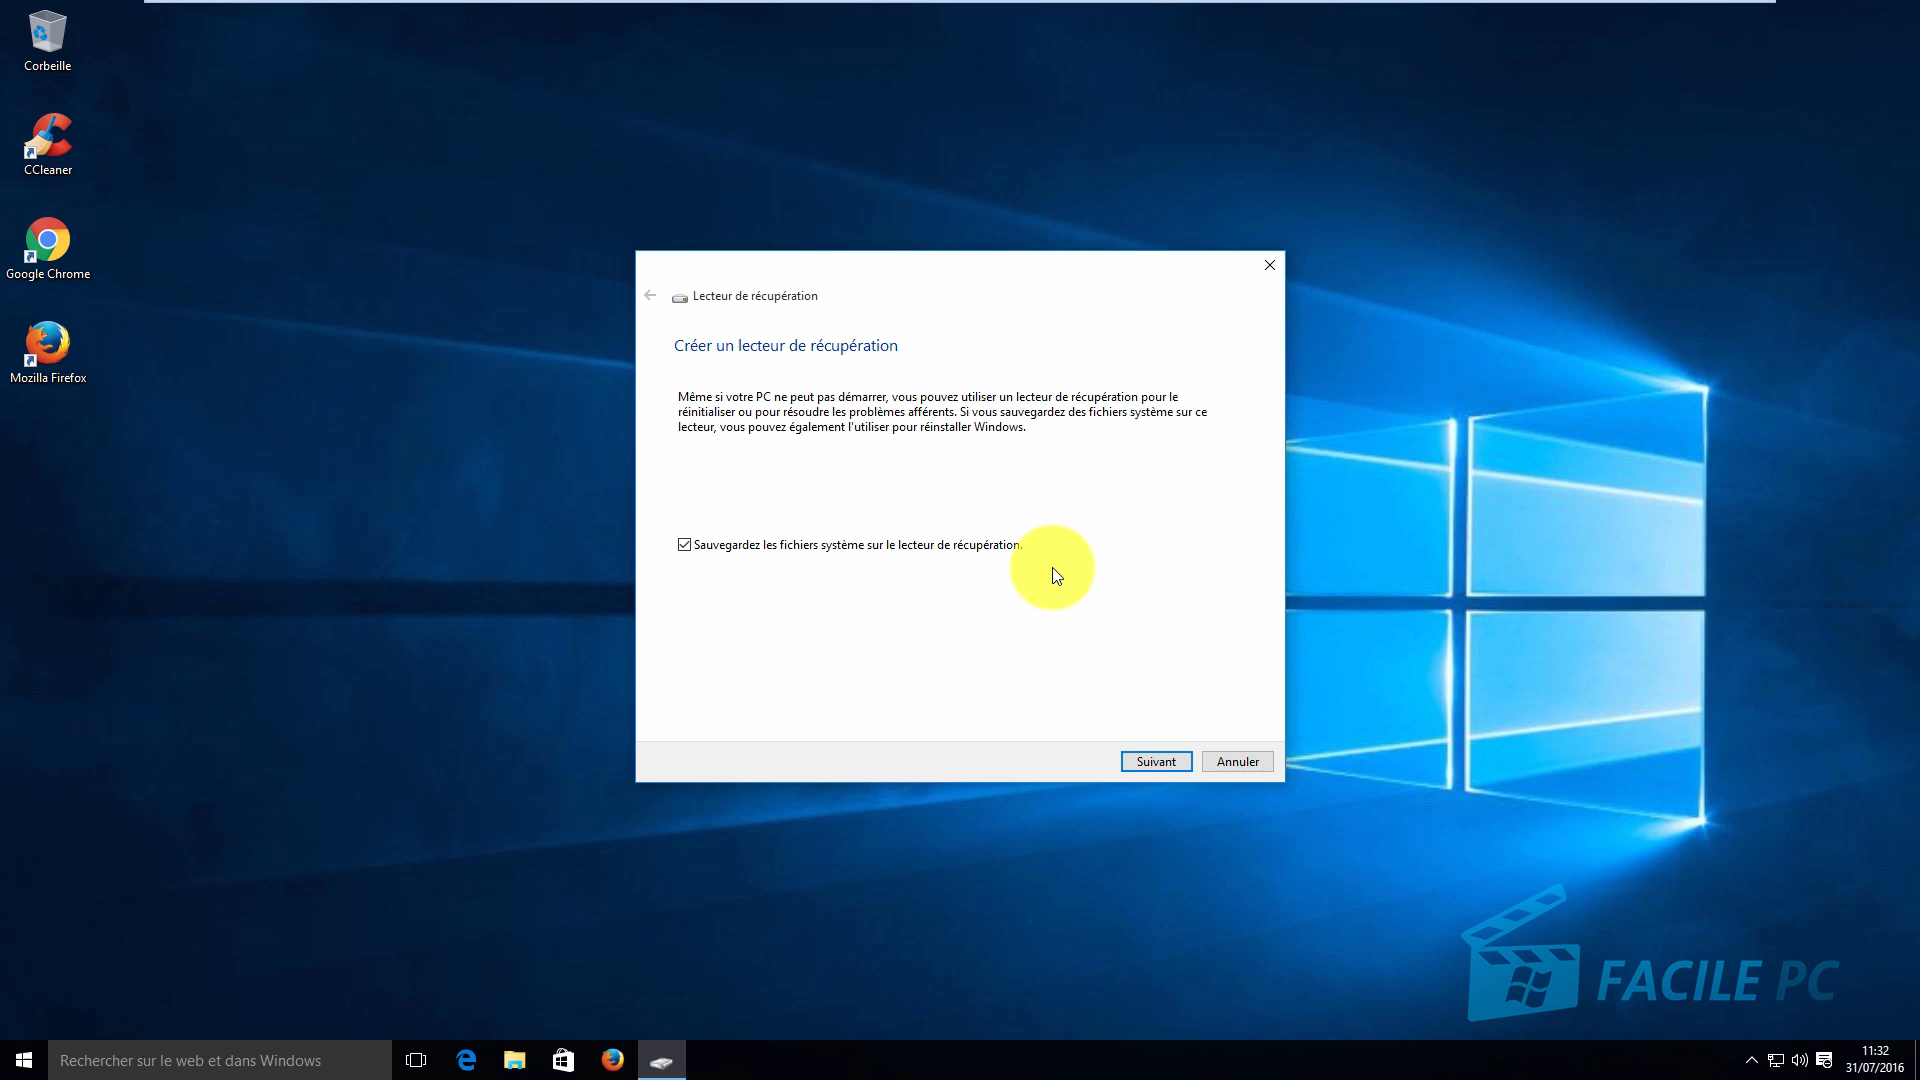 Corbeille
CCleaner
Google Chrome
Mozilla Firefox
Lecteur de récupération
Créer un lecteur de récupération
Même si votre PC ne peut pas démarrer, vous pouvez utiliser un lecteur de récupération pour le
réinitialiser ou pour résoudre les problèmes afférents. Si vous sauvegardez des fichiers système sur ce
lecteur, vous pouvez également l'utiliser pour réinstaller Windows.
Sauvegardez les fichiers système sur le lecteur de récupération.
Suivant
Annuler
FACILE PC
Rechercher sur le web et dans Windows
11:32
31/07/2016